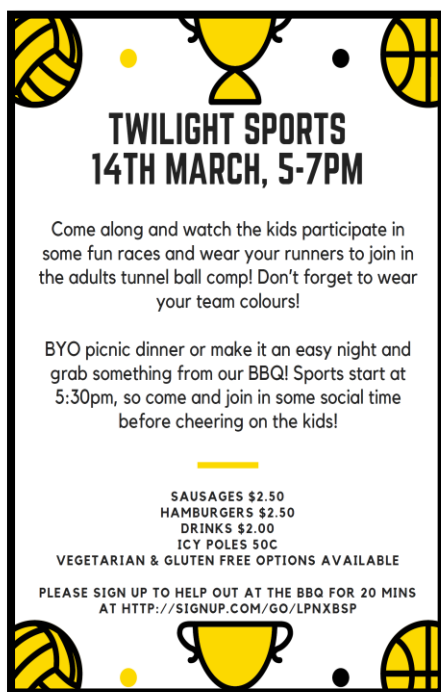 TWILIGHT SPORTS
14TH MARCH, 5-7PM
Come along and watch the kids participate in
some fun races and wear your runners to join in
the adults tunnel ball comp! Don't forget to wear
your team colours!
BYO picnic dinner or make it an easy night and
grab something from our BBQ! Sports start at
5:30pm, so come and join in some social time
before cheering on the kids!
SAUSAGES $2.50
HAMBURGERS $2.50
DRINKS $2.00
ICY POLES 50C
VEGETARIAN & GLUTEN FREE OPTIONS AVAILABLE
PLEASE SIGN UP TO HELP OUT AT THE BBQ FOR 20 MINS
AT HTTP://SIGNUP.COM/GO/LPNXBSP